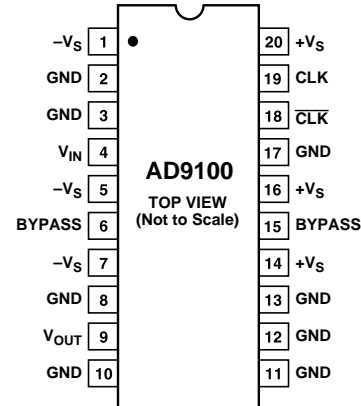 –VS 1 20 +VS
GND 2 19 CLK
GND 3 18 C̅L̅K̅
VIN 4 17 GND
AD9100
–VS 5 16 +VS
TOP VIEW
(Not to Scale)
BYPASS 6 15 BYPASS
–VS 7 14 +VS
GND 8 13 GND
VOUT 9 12 GND
GND 10 11 GND